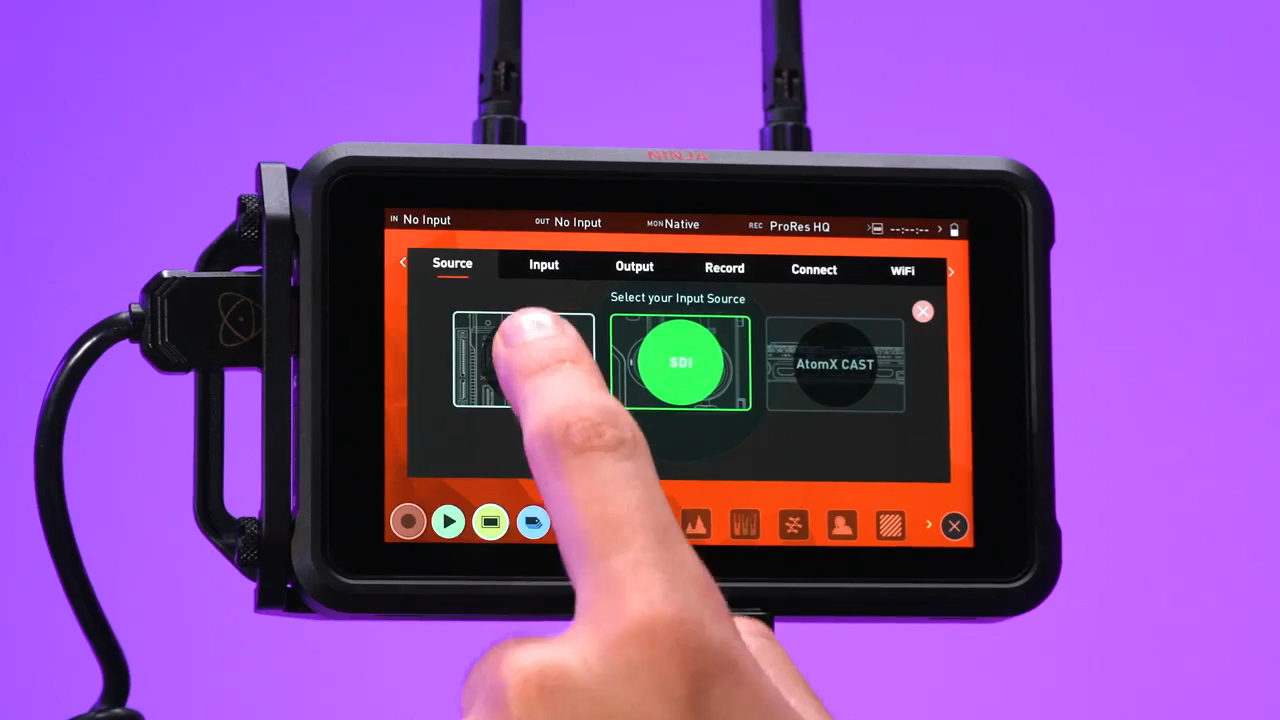 NINJA
IN No Input OUT No Input MON Native REC ProRes HQ --:--:--
Source Input Output Record Connect WiFi
Select your Input Source
SDI AtomX CAST